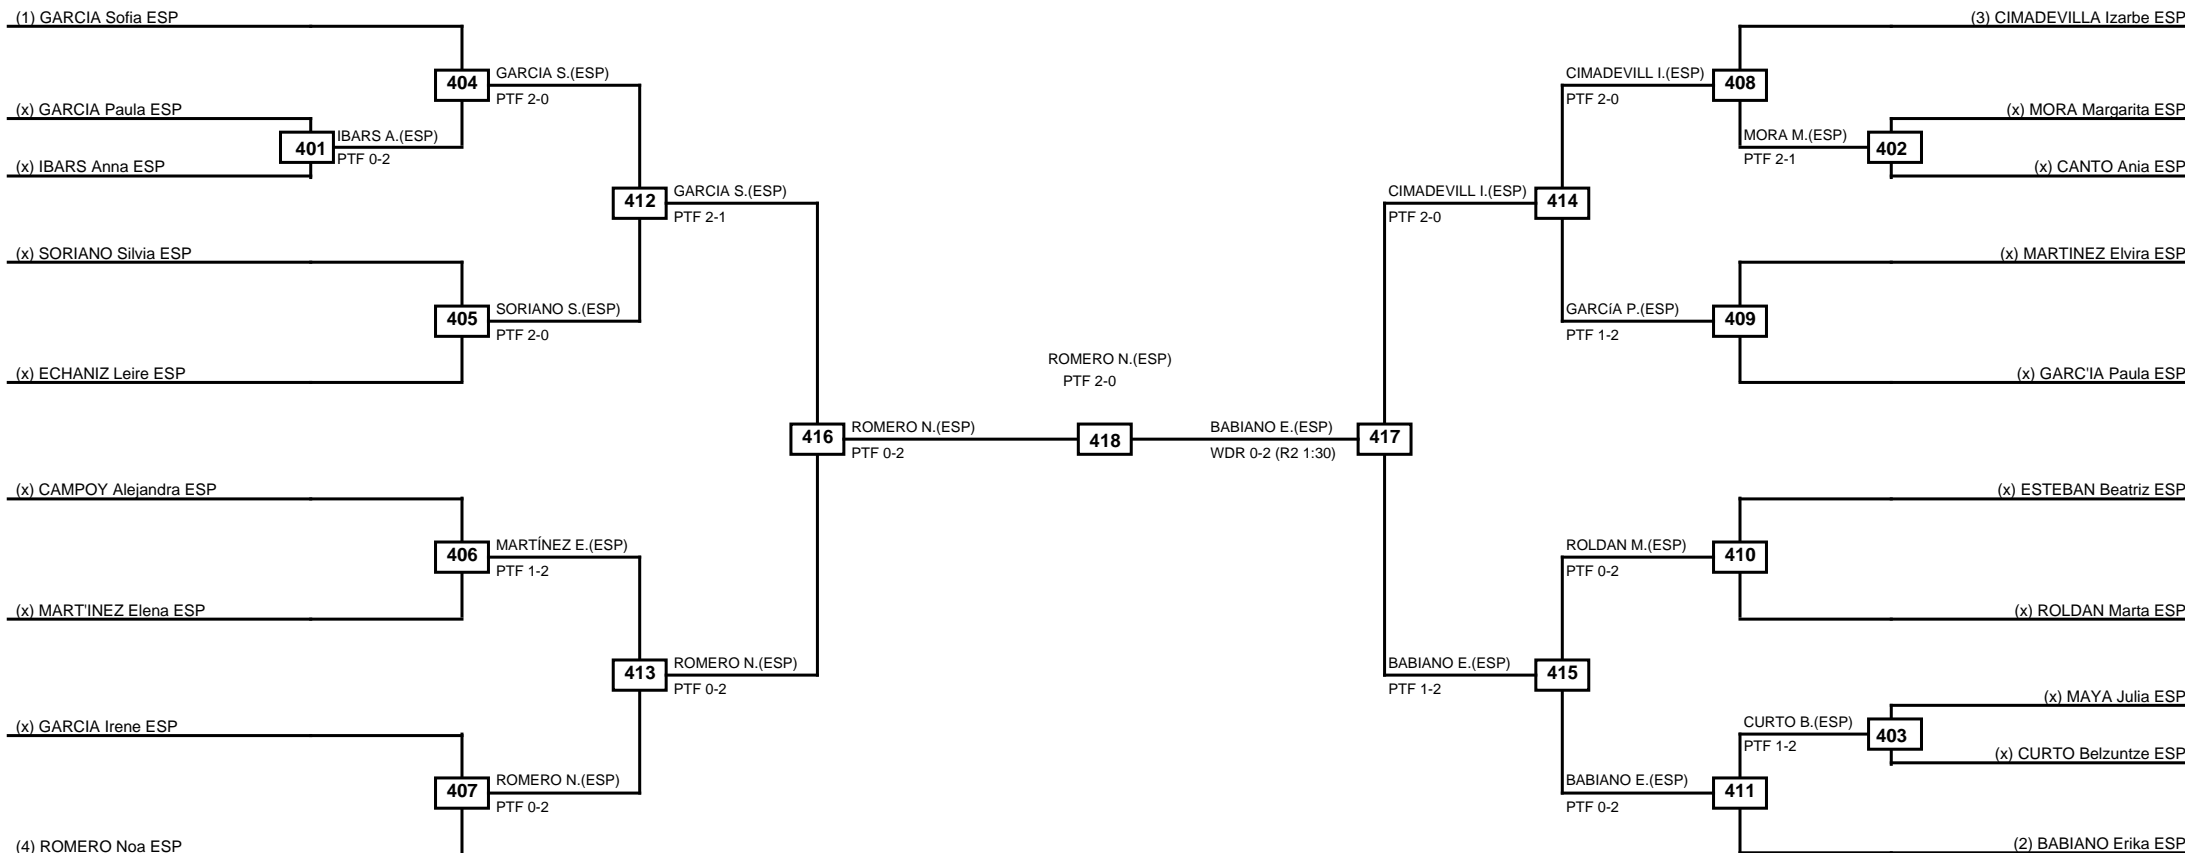 (1) GARCIA Sofia ESP
(3) CIMADEVILLA Izarbe ESP
404
GARCIA S.(ESP)
PTF 2-0
CIMADEVILL I.(ESP)
PTF 2-0
408
(x) GARCIA Paula ESP
(x) MORA Margarita ESP
401
IBARS A.(ESP)
PTF 0-2
MORA M.(ESP)
PTF 2-1
402
(x) IBARS Anna ESP
(x) CANTO Ania ESP
412
GARCIA S.(ESP)
PTF 2-1
CIMADEVILL I.(ESP)
PTF 2-0
414
(x) SORIANO Silvia ESP
(x) MARTINEZ Elvira ESP
405
SORIANO S.(ESP)
PTF 2-0
GARCíA P.(ESP)
PTF 1-2
409
(x) ECHANIZ Leire ESP
(x) GARC'IA Paula ESP
ROMERO N.(ESP)
PTF 2-0
416
ROMERO N.(ESP)
PTF 0-2
418
BABIANO E.(ESP)
WDR 0-2 (R2 1:30)
417
(x) CAMPOY Alejandra ESP
(x) ESTEBAN Beatriz ESP
406
MARTÍNEZ E.(ESP)
PTF 1-2
ROLDAN M.(ESP)
PTF 0-2
410
(x) MART'INEZ Elena ESP
(x) ROLDAN Marta ESP
413
ROMERO N.(ESP)
PTF 0-2
BABIANO E.(ESP)
PTF 1-2
415
(x) GARCIA Irene ESP
(x) MAYA Julia ESP
CURTO B.(ESP)
PTF 1-2
403
(x) CURTO Belzuntze ESP
407
ROMERO N.(ESP)
PTF 0-2
BABIANO E.(ESP)
PTF 0-2
411
(4) ROMERO Noa ESP
(2) BABIANO Erika ESP